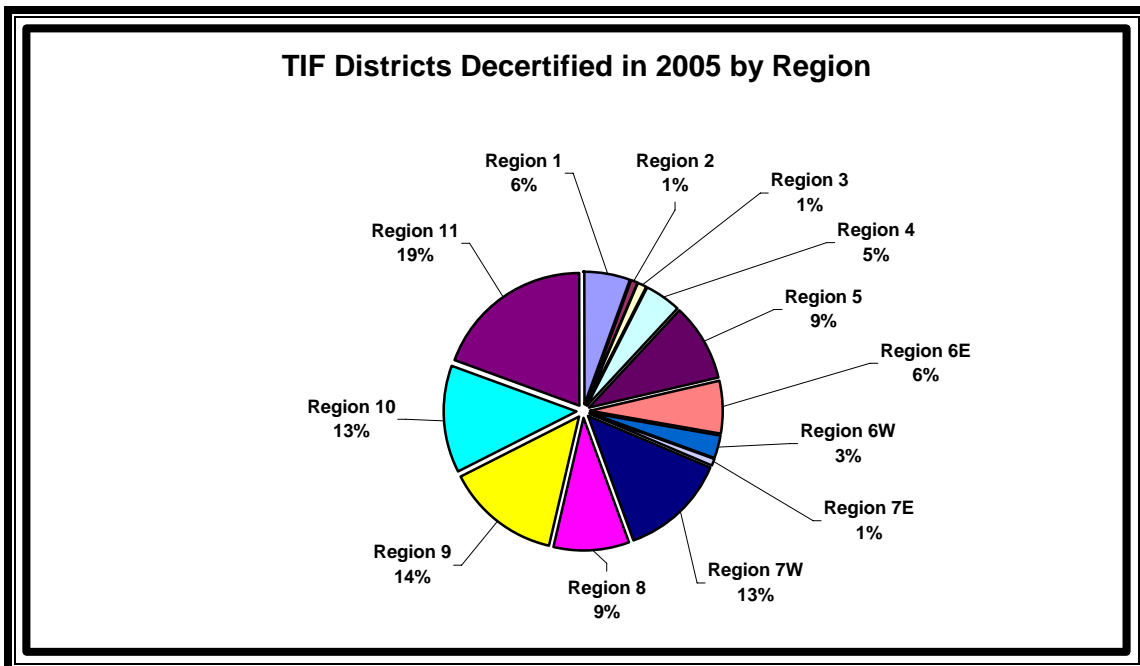 TIF Districts Decertified in 2005 by Region
Region 1
6%
Region 2
1%
Region 3
1%
Region 4
5%
Region 5
9%
Region 6E
6%
Region 6W
3%
Region 7E
1%
Region 7W
13%
Region 8
9%
Region 9
14%
Region 10
13%
Region 11
19%